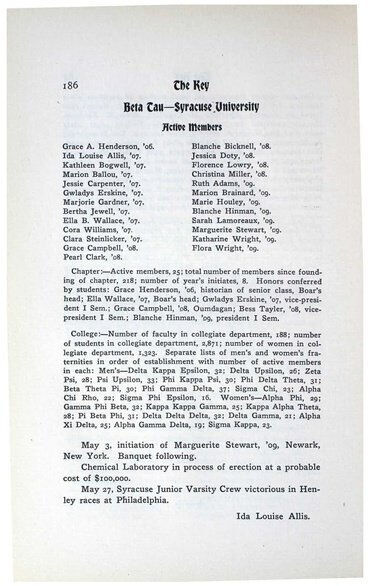 186 The Key
Beta Tau—Syracuse University
Active Members
Grace A. Henderson, '06.
Ida Louise Allis, '07.
Kathleen Bogwell, '07.
Marion Ballou, '07.
Jessie Carpenter, '07.
Gwladys Erskine, '07.
Marjorie Gardner, '07.
Bertha Jewell, '07.
Ella B. Wallace, '07.
Cora Williams, '07.
Clara Steinlicker, '07.
Grace Campbell, '08.
Pearl Clark, '08.
Blanche Bicknell, '08.
Jessica Doty, '08.
Florence Lowry, '08.
Christina Miller, '08.
Ruth Adams, '09.
Marion Brainard, '09.
Marie Houley, '09.
Blanche Hinman, '09.
Sarah Lamoreaux, '09.
Marguerite Stewart, '09.
Katharine Wright, '09.
Flora Wright, '09.
Chapter:—Active members, 25; total number of members since found-
ing of chapter, 218; number of year's initiates, 8. Honors conferred
by students: Grace Henderson, '06, historian of senior class, Boar's
head; Ella Wallace, '07, Boar's head; Gwladys Erskine, '07, vice-presi-
dent I Sem.; Grace Campbell, '08, Oumdagan; Bess Tayler, '08, vice-
president I Sem.; Blanche Hinman, '09, president I Sem.
College:—Number of faculty in collegiate department, 188; number
of students in collegiate department, 2,871; number of women in col-
legiate department, 1,323. Separate lists of men's and women's fra-
ternities in order of establishment with number of active members
in each: Men's—Delta Kappa Epsilon, 32; Delta Upsilon, 26; Zeta
Psi, 28; Psi Upsilon, 33; Phi Kappa Psi, 30; Phi Delta Theta, 31;
Beta Theta Pi, 30; Phi Gamma Delta, 37; Sigma Chi, 23; Alpha
Chi Rho, 22; Sigma Phi Epsilon, 16. Women's—Alpha Phi, 29;
Gamma Phi Beta, 32; Kappa Kappa Gamma, 25; Kappa Alpha Theta,
28; Pi Beta Phi, 31; Delta Delta Delta, 32; Delta Gamma, 21; Alpha
Xi Delta, 25; Alpha Gamma Delta, 19; Sigma Kappa, 23.
May 3, initiation of Marguerite Stewart, '09, Newark,
New York. Banquet following.
Chemical Laboratory in process of erection at a probable
cost of $100,000.
May 27, Syracuse Junior Varsity Crew victorious in Hen-
ley races at Philadelphia.
Ida Louise Allis.